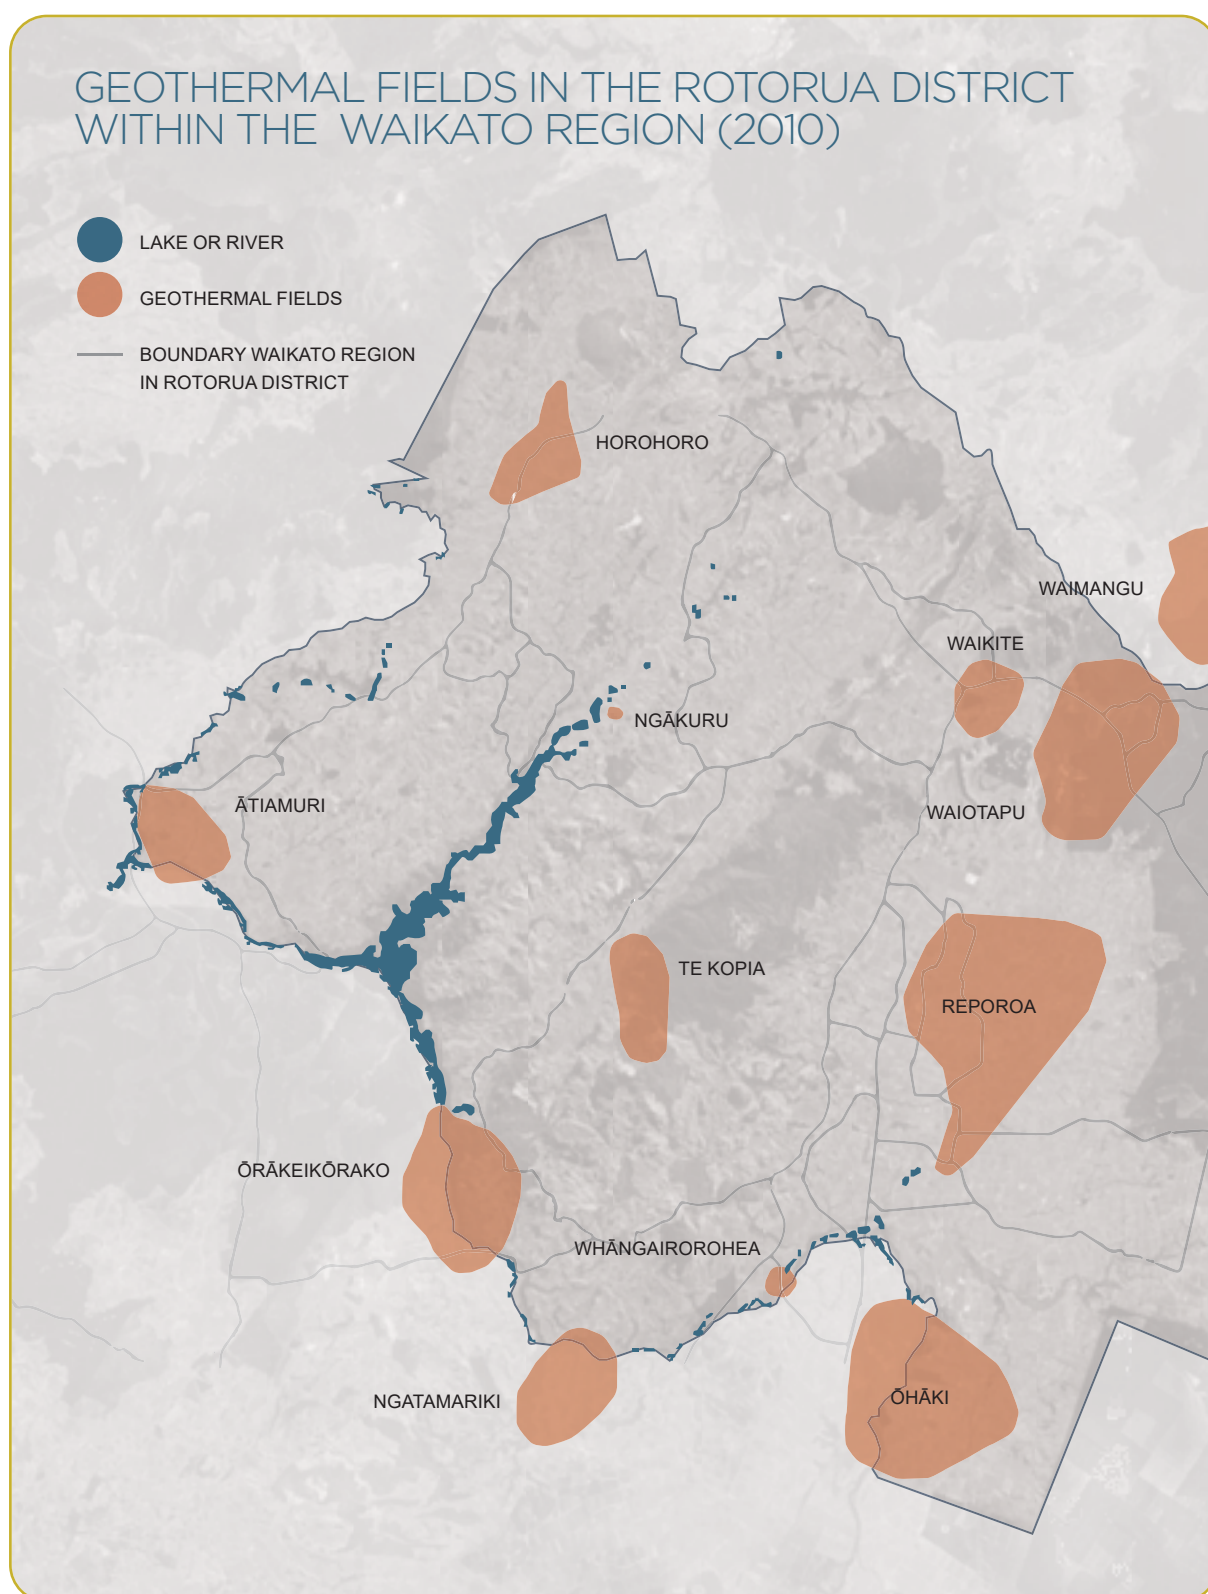 GEOTHERMAL FIELDS IN THE ROTORUA DISTRICT
WITHIN THE WAIKATO REGION (2010)
LAKE OR RIVER
GEOTHERMAL FIELDS
BOUNDARY WAIKATO REGION
IN ROTORUA DISTRICT
HOROHORO
WAIMANGU
WAIKITE
NGĀKURU
ĀTIAMURI
WAIOTAPU
TE KOPIA
REPOROA
ŌRĀKEIKŌRAKO
WHĀNGAIROROHEA
NGATAMARIKI
ŌHĀKI